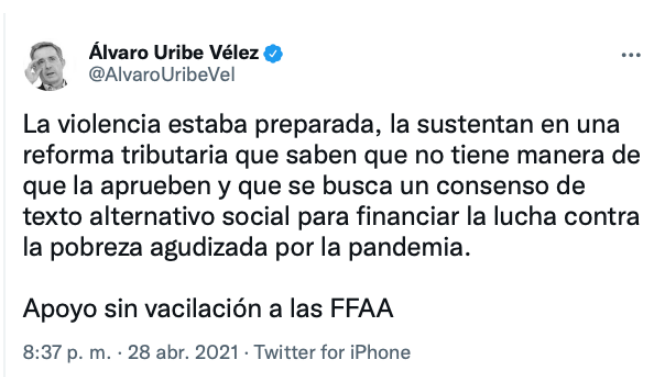 Álvaro Uribe Vélez
@AlvaroUribeVel
La violencia estaba preparada, la sustentan en una
reforma tributaria que saben que no tiene manera de
que la aprueben y que se busca un consenso de
texto alternativo social para financiar la lucha contra
la pobreza agudizada por la pandemia.
Apoyo sin vacilación a las FFAA
8:37 p. m. · 28 abr. 2021 · Twitter for iPhone